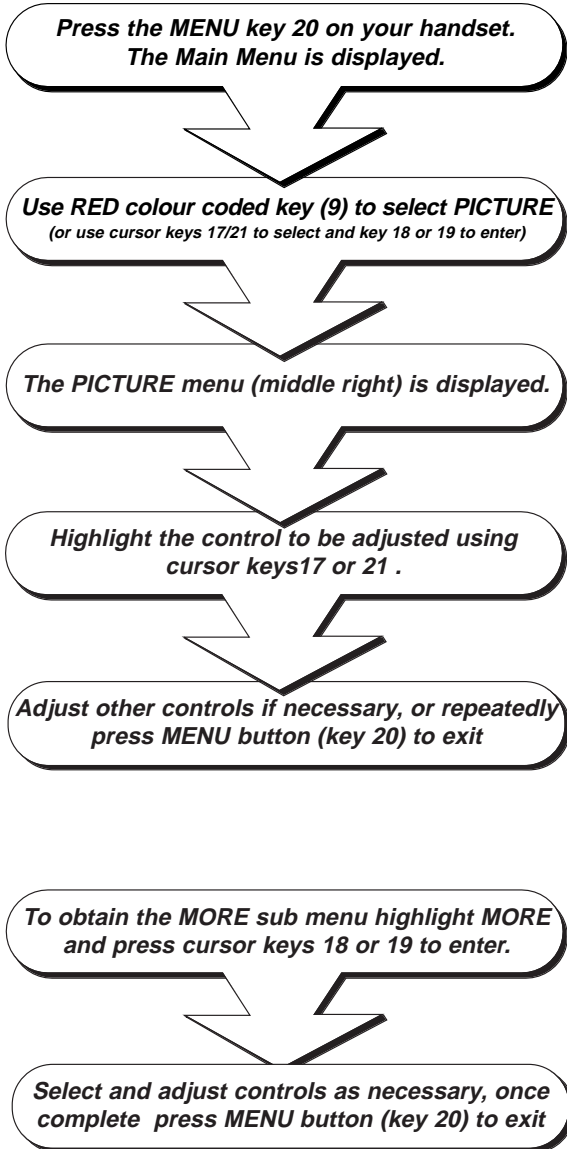 Press the MENU key 20 on your handset.
The Main Menu is displayed.
Use RED colour coded key (9) to select PICTURE
(or use cursor keys 17/21 to select and key 18 or 19 to enter)
The PICTURE menu (middle right) is displayed.
Highlight the control to be adjusted using
cursor keys17 or 21 .
Adjust other controls if necessary, or repeatedly
press MENU button (key 20) to exit
To obtain the MORE sub menu highlight MORE
and press cursor keys 18 or 19 to enter.
Select and adjust controls as necessary, once
complete  press MENU button (key 20) to exit